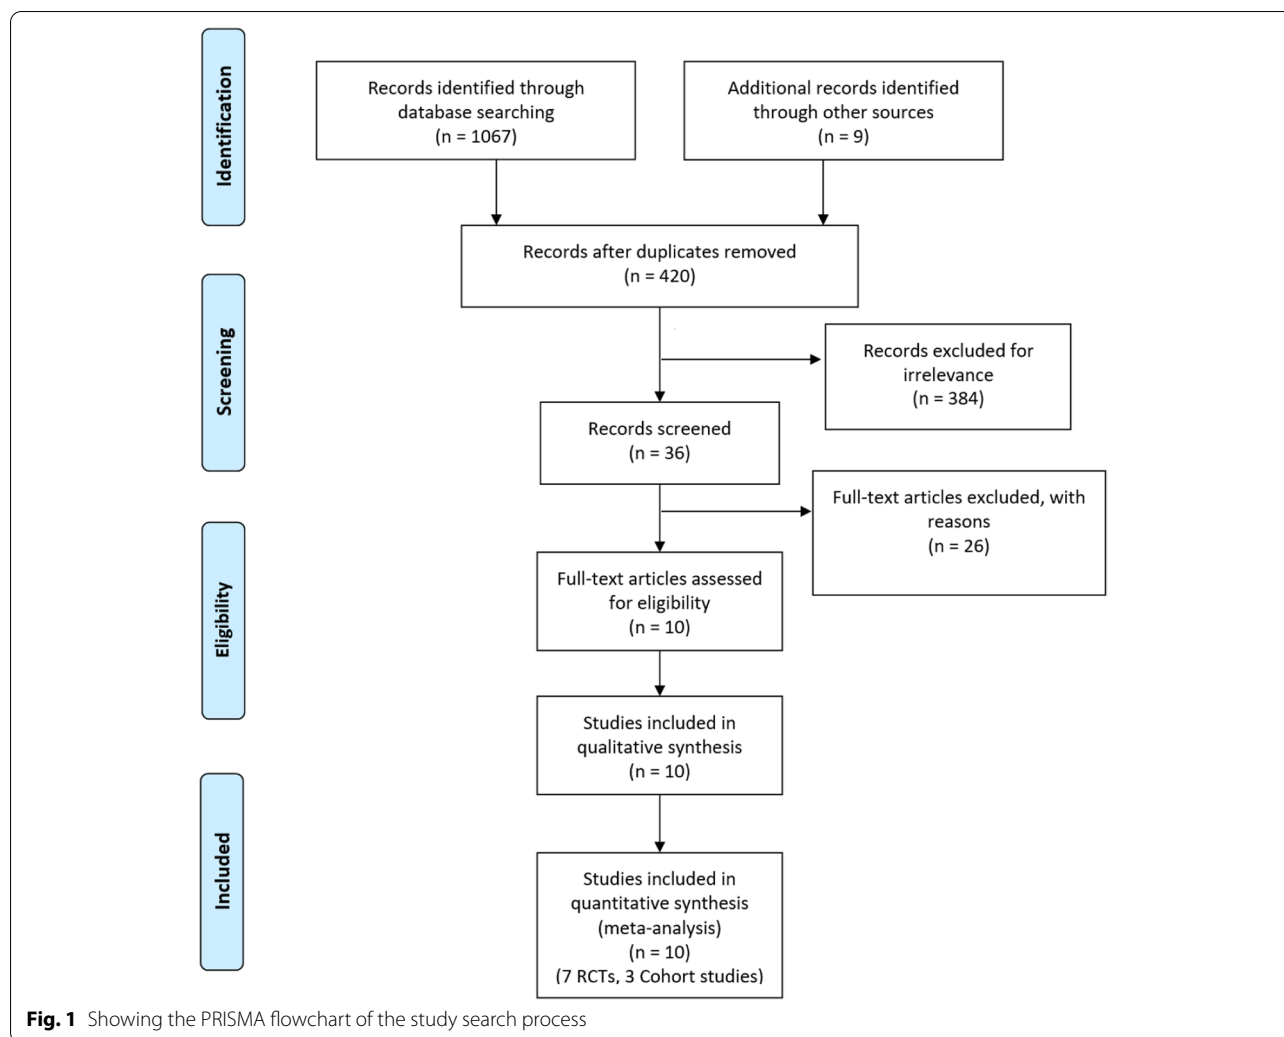 Identification
Records identified through
database searching
(n = 1067)
Additional records identified
through other sources
(n = 9)
Records after duplicates removed
(n = 420)
Screening
Records excluded for
irrelevance
(n = 384)
Records screened
(n = 36)
Full-text articles excluded, with
reasons
(n = 26)
Eligibility
Full-text articles assessed
for eligibility
(n = 10)
Studies included in
qualitative synthesis
(n = 10)
Included
Studies included in
quantitative synthesis
(meta-analysis)
(n = 10)
(7 RCTs, 3 Cohort studies)
Fig. 1 Showing the PRISMA flowchart of the study search process